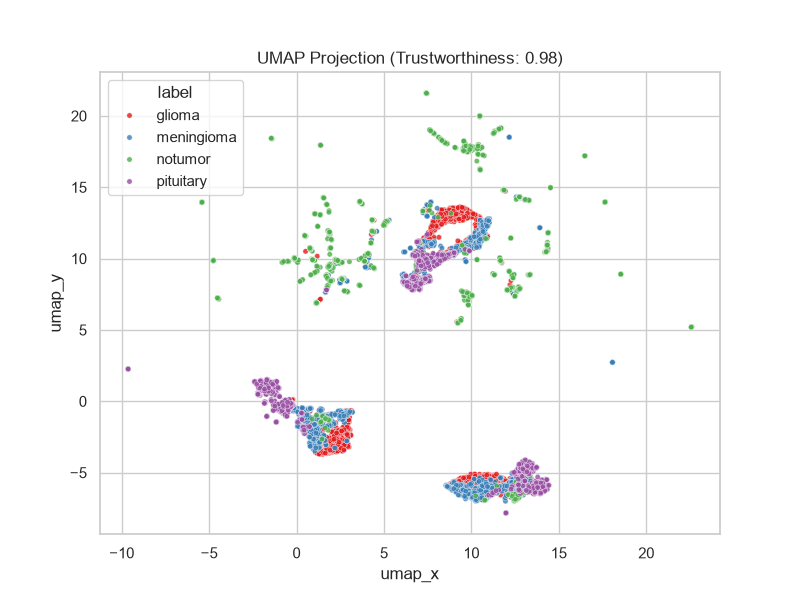 UMAP Projection (Trustworthiness: 0.98)
label
glioma
meningioma
notumor
pituitary
umap_y
20
15
10
5
0
−5
−10
−5
0
5
10
15
20
umap_x